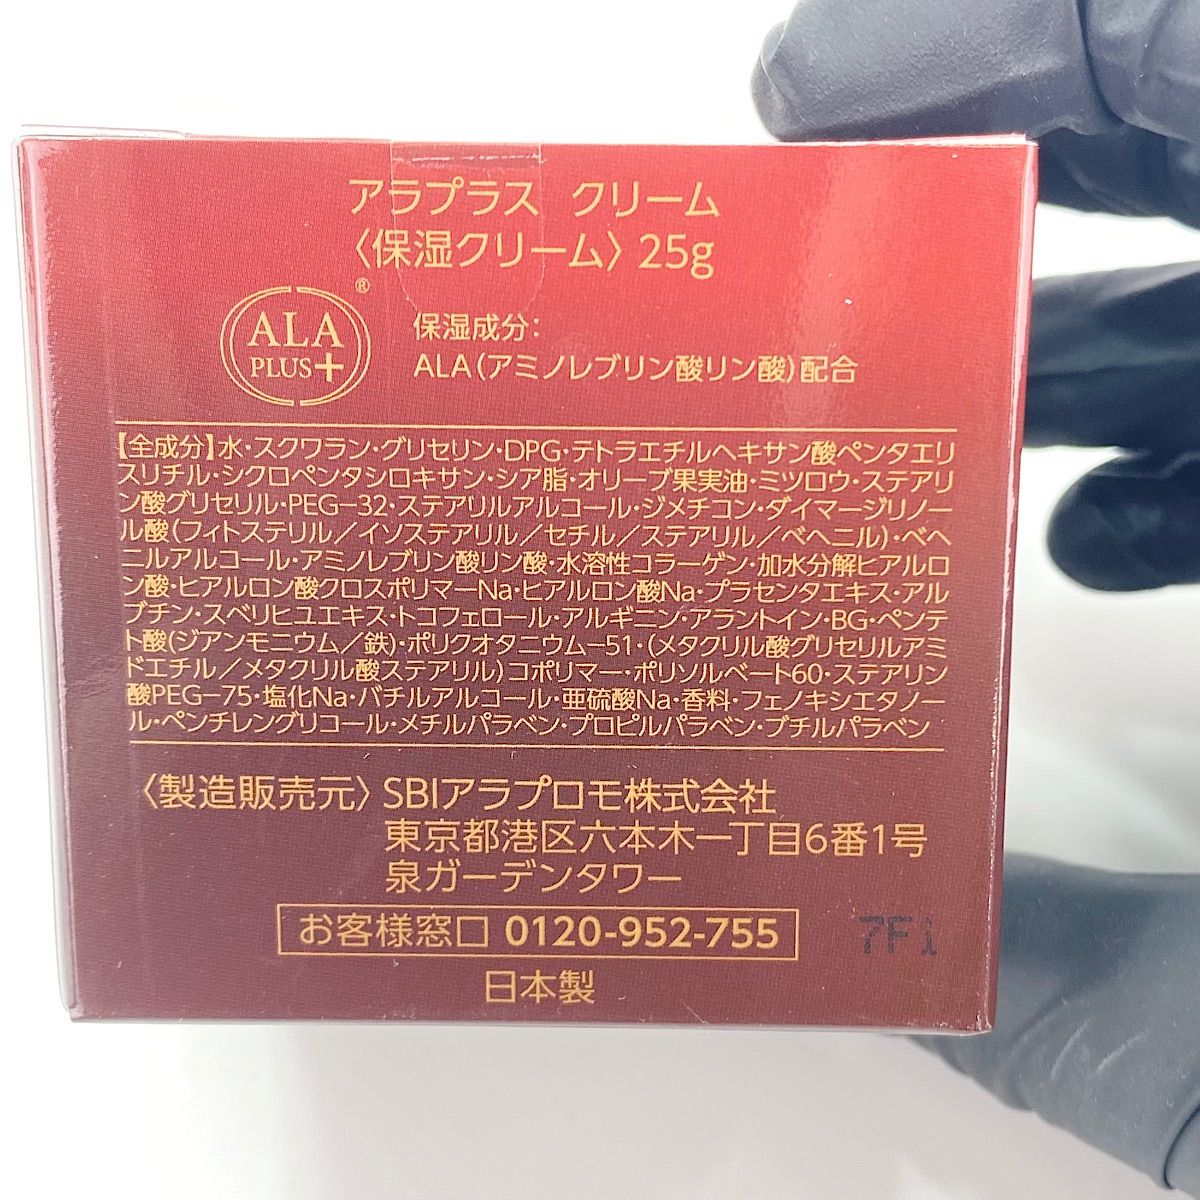 アラプラス クリーム
〈保湿クリーム〉25g
ALA
PLUS+
®
保湿成分：
ALA（アミノレブリン酸リン酸）配合
【全成分】水・スクワラン・グリセリン・DPG・テトラエチルヘキサン酸ペンタエリ
スリチル・シクロペンタシロキサン・シア脂・オリーブ果実油・ミツロウ・ステアリ
ン酸グリセリル・PEG-32・ステアリルアルコール・ジメチコン・ダイマージリノー
ル酸（フィトステリル／イソステアリル／セチル／ステアリル／ベヘニル）・ベヘ
ニルアルコール・アミノレブリン酸リン酸・水溶性コラーゲン・加水分解ヒアルロ
ン酸・ヒアルロン酸クロスポリマーNa・ヒアルロン酸Na・プラセンタエキス・アル
ブチン・スベリヒユエキス・トコフェロール・アルギニン・アラントイン・BG・ペンテ
ト酸（ジアンモニウム／鉄）・ポリクオタニウム-51・（メタクリル酸グリセリルアミ
ドエチル／メタクリル酸ステアリル）コポリマー・ポリソルベート60・ステアリン
酸PEG-75・塩化Na・バチルアルコール・亜硫酸Na・香料・フェノキシエタノー
ル・ペンチレングリコール・メチルパラベン・プロピルパラベン・ブチルパラベン
〈製造販売元〉SBIアラプロモ株式会社
東京都港区六本木一丁目6番1号
泉ガーデンタワー
お客様窓口 0120-952-755
7F1
日本製